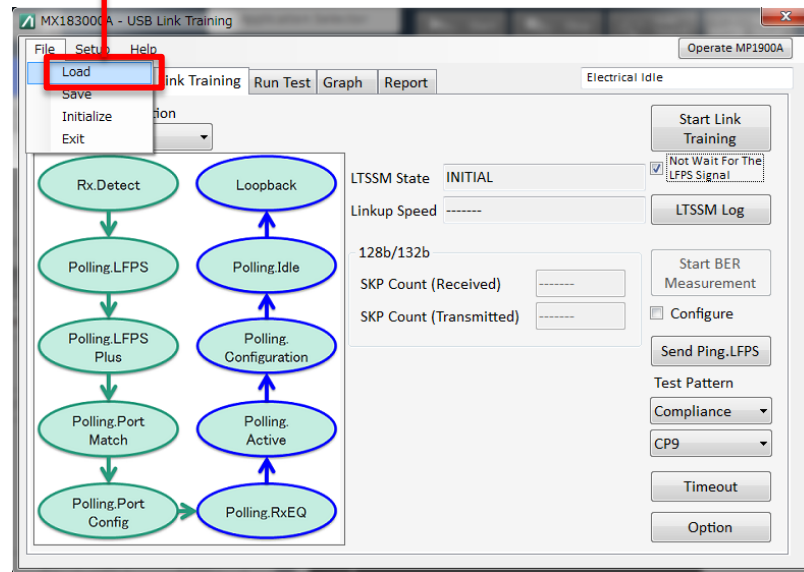 MX183000A - USB Link Training
File Setup Help
Operate MP1900A
Load
Save
Initialize
Exit
ink Training
Run Test
Graph
Report
Electrical Idle
tion
Start Link
Training
Not Wait For The
LFPS Signal
LTSSM State INITIAL
Linkup Speed -------
LTSSM Log
128b/132b
SKP Count (Received) -------
SKP Count (Transmitted) -------
Start BER
Measurement
Configure
Send Ping.LFPS
Test Pattern
Compliance
CP9
Timeout
Option
Rx.Detect
Loopback
Polling.LFPS
Polling.Idle
Polling.LFPS
Plus
Polling.
Configuration
Polling.Port
Match
Polling.
Active
Polling.Port
Config
Polling.RxEQ